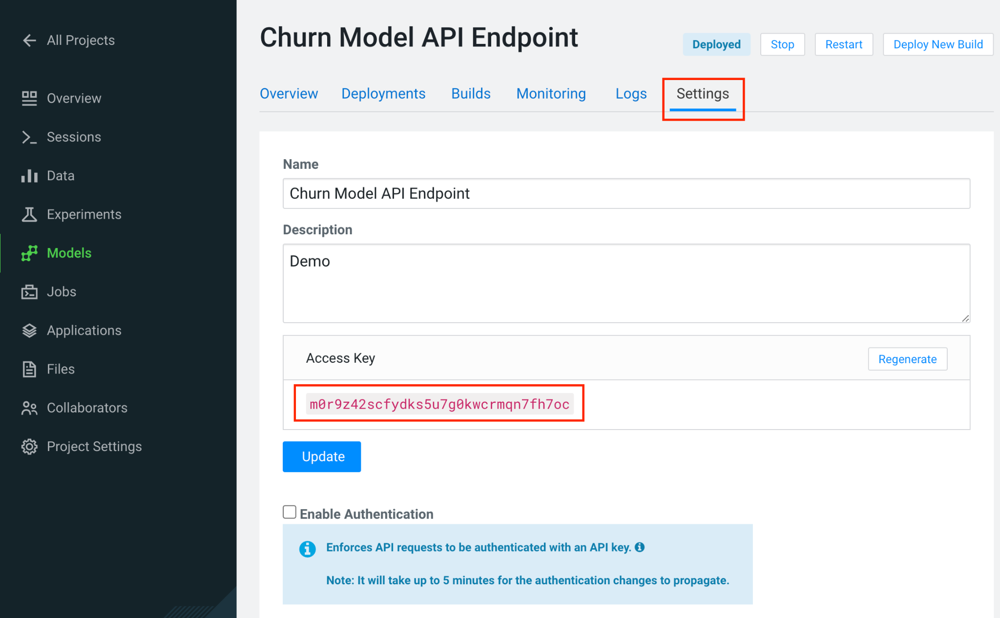 All Projects
Overview
Sessions
Data
Experiments
Models
Jobs
Applications
Files
Collaborators
Project Settings
Churn Model API Endpoint
Deployed
Stop
Restart
Deploy New Build
Overview Deployments Builds Monitoring Logs Settings
Name
Churn Model API Endpoint
Description
Demo
Access Key
Regenerate
m0r9z42scfydks5u7g0kwcrmqn7fh7oc
Update
Enable Authentication
Enforces API requests to be authenticated with an API key.
Note: It will take up to 5 minutes for the authentication changes to propagate.